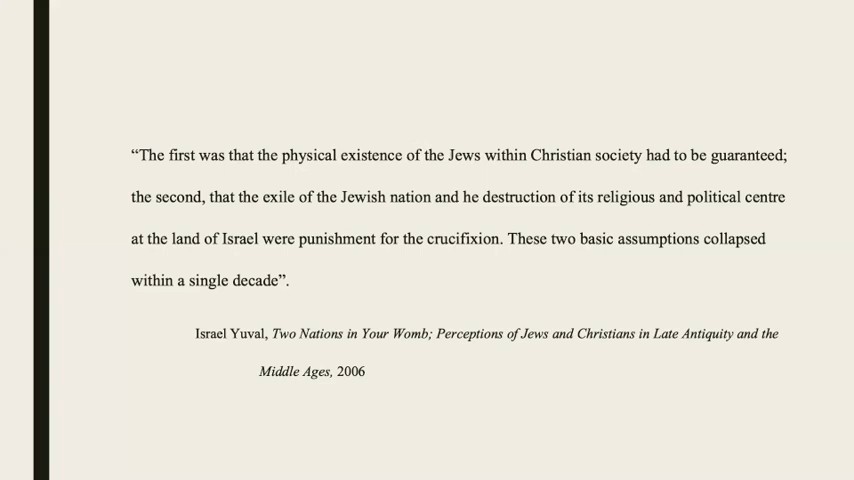 “The first was that the physical existence of the Jews within Christian society had to be guaranteed;
the second, that the exile of the Jewish nation and he destruction of its religious and political centre
at the land of Israel were punishment for the crucifixion. These two basic assumptions collapsed
within a single decade”.
Israel Yuval, Two Nations in Your Womb; Perceptions of Jews and Christians in Late Antiquity and the
Middle Ages, 2006